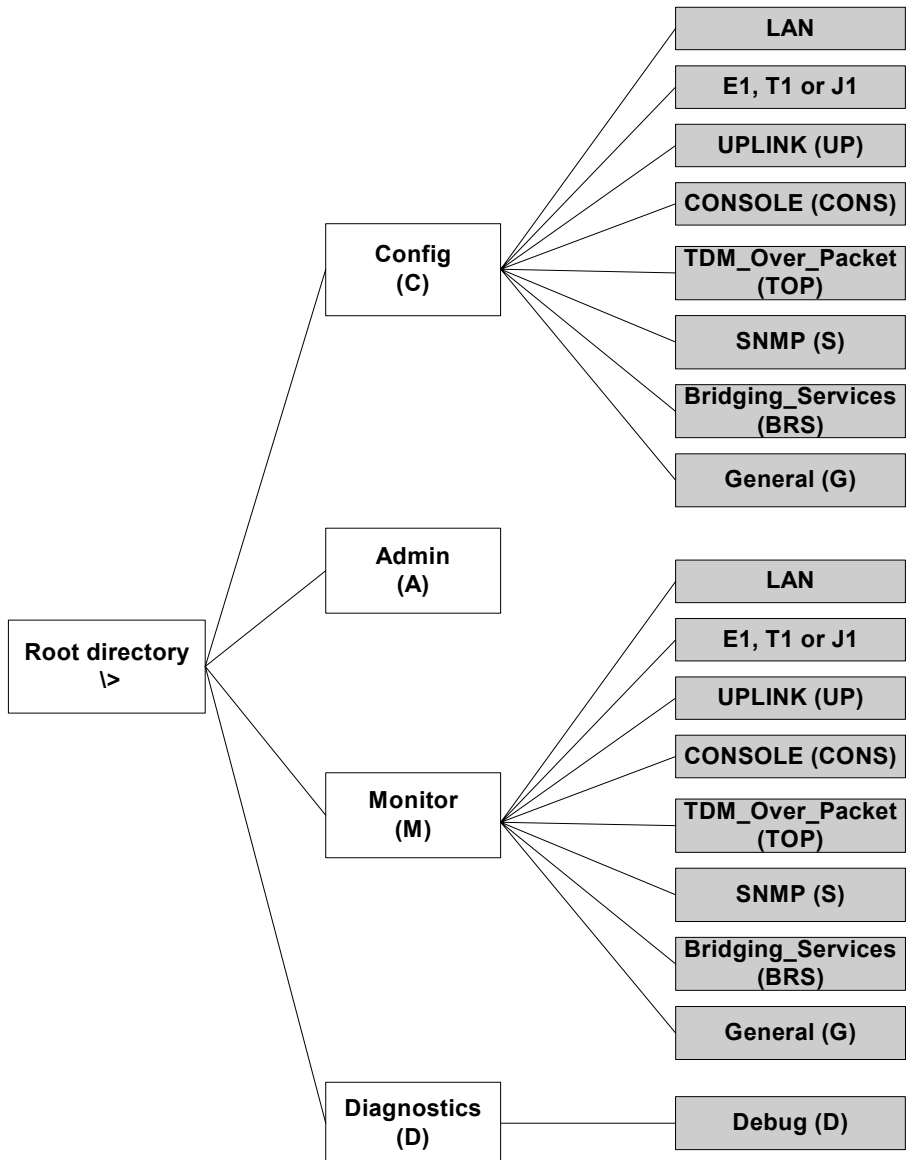 LAN
E1, T1 or J1
UPLINK (UP)
CONSOLE (CONS)
Config
(C)
TDM_Over_Packet
(TOP)
SNMP (S)
Bridging_Services
(BRS)
General (G)
Admin
(A)
Root directory
\>
LAN
E1, T1 or J1
UPLINK (UP)
CONSOLE (CONS)
Monitor
(M)
TDM_Over_Packet
(TOP)
SNMP (S)
Bridging_Services
(BRS)
General (G)
Diagnostics
(D)
Debug (D)